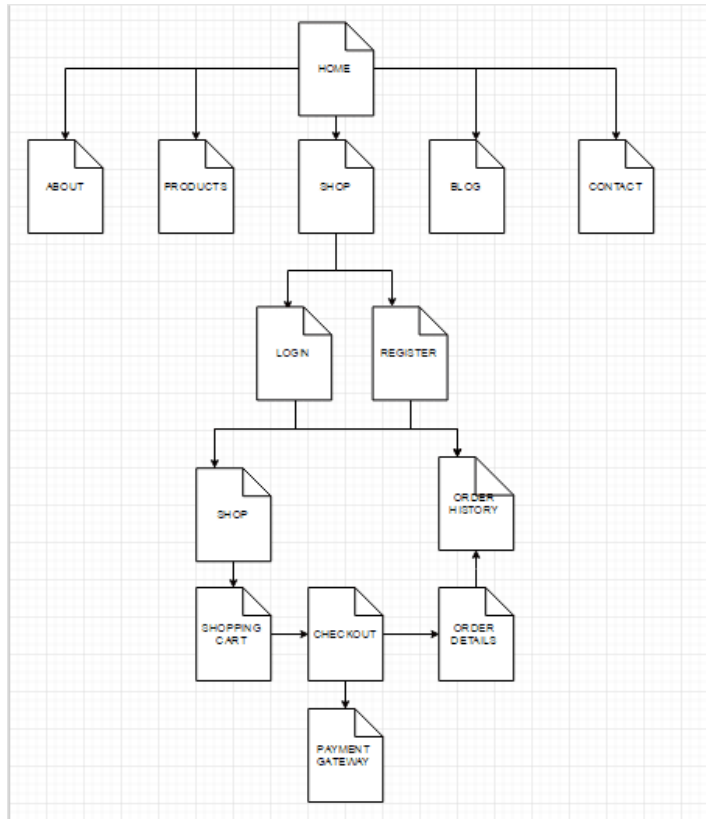 HOME
ABOUT
PRODUCTS
SHOP
BLOG
CONTACT
LOGIN
REGISTER
SHOP
ORDER
HISTORY
SHOPPING
CART
CHECKOUT
ORDER
DETAILS
PAYMENT
GATEWAY